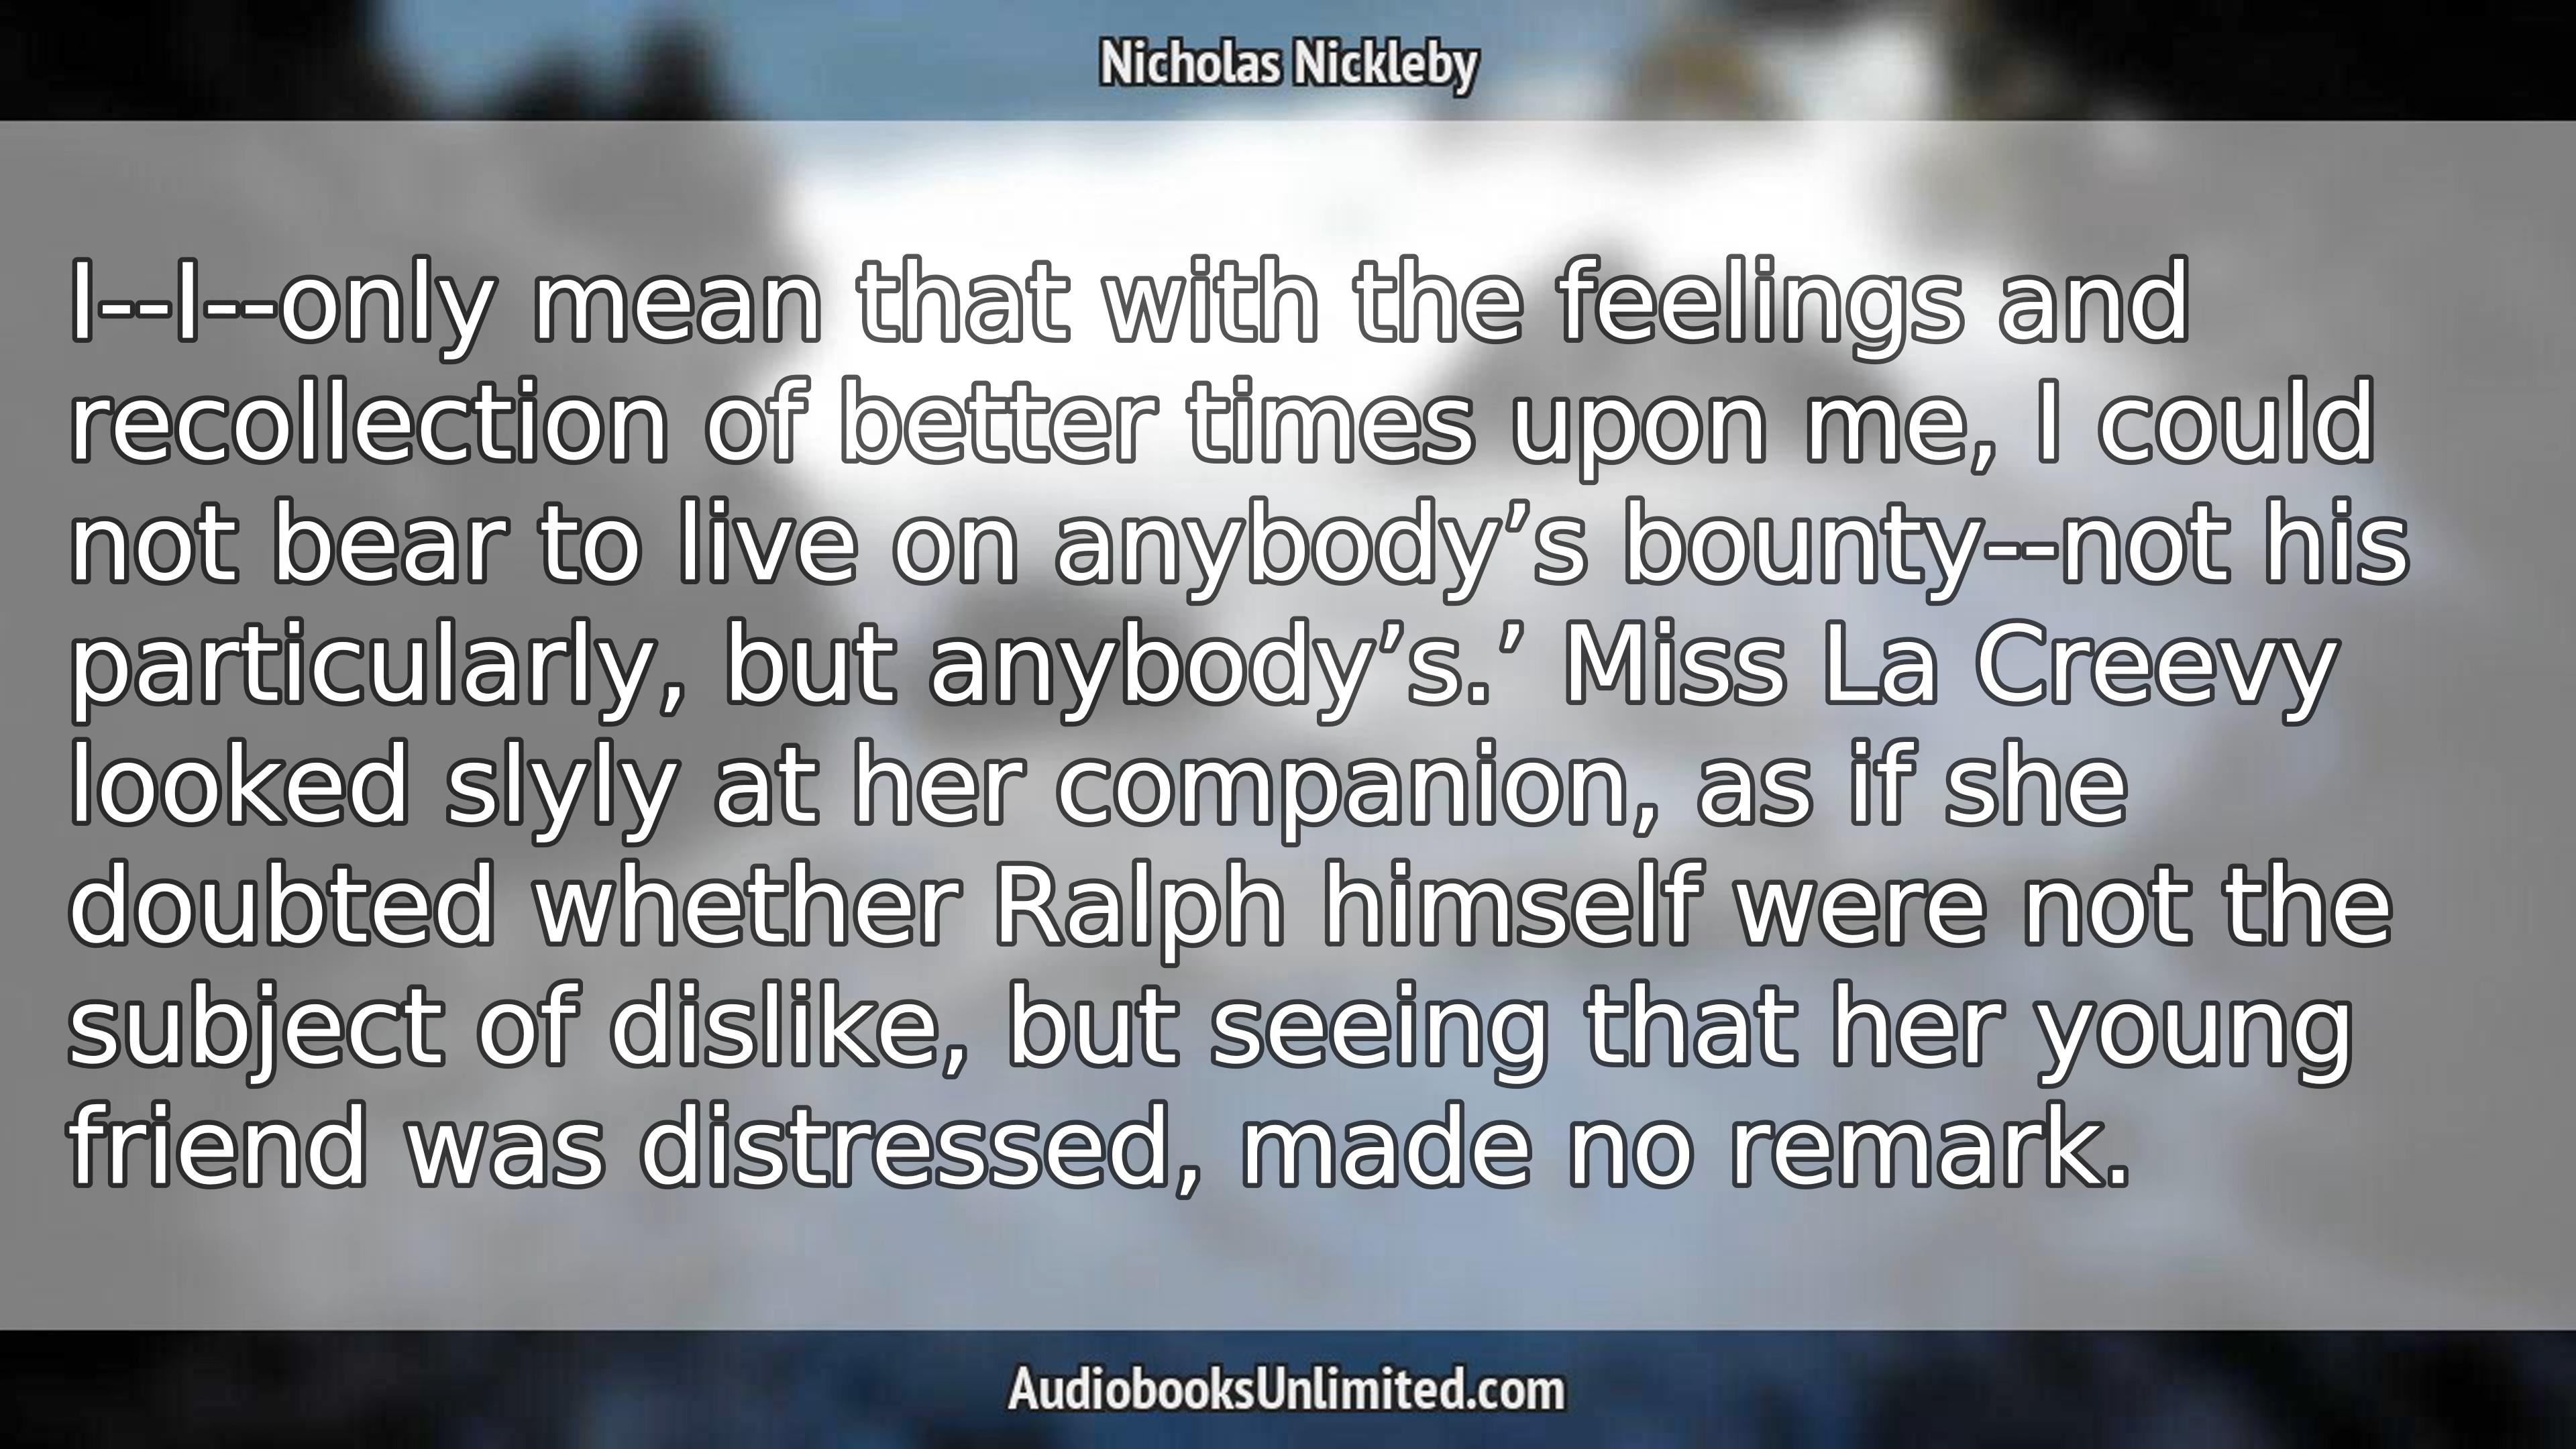 Nicholas Nickleby
I--I--only mean that with the feelings and
recollection of better times upon me, I could
not bear to live on anybody’s bounty--not his
particularly, but anybody’s.’ Miss La Creevy
looked slyly at her companion, as if she
doubted whether Ralph himself were not the
subject of dislike, but seeing that her young
friend was distressed, made no remark.
AudiobooksUnlimited.com